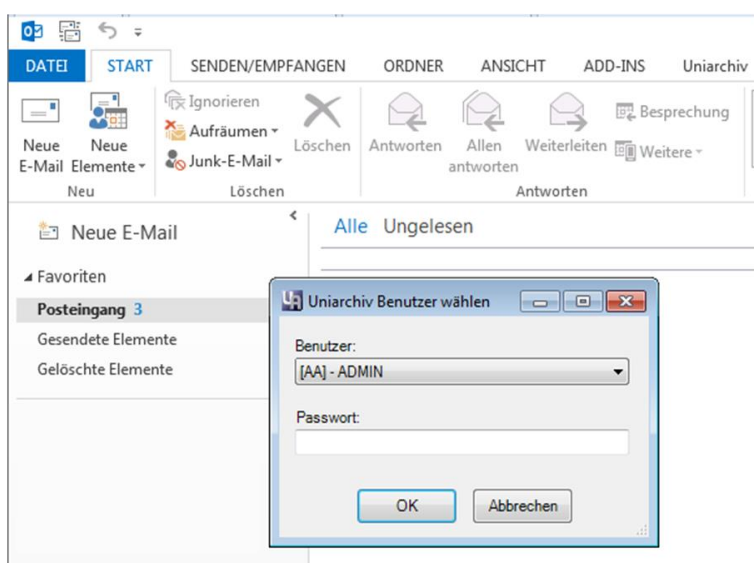 DATEI START SENDEN/EMPFANGEN ORDNER ANSICHT ADD-INS Uniarchiv
Neue E-Mail
Neue Elemente
Ignorieren
Aufräumen
Junk-E-Mail
Löschen
Antworten
Allen antworten
Weiterleiten
Besprechung
Weitere
Neu Löschen Antworten
Neue E-Mail
Alle Ungelesen
Favoriten
Posteingang 3
Gesendete Elemente
Gelöschte Elemente
UA Uniarchiv Benutzer wählen
Benutzer:
[AA] - ADMIN
Passwort:
OK Abbrechen